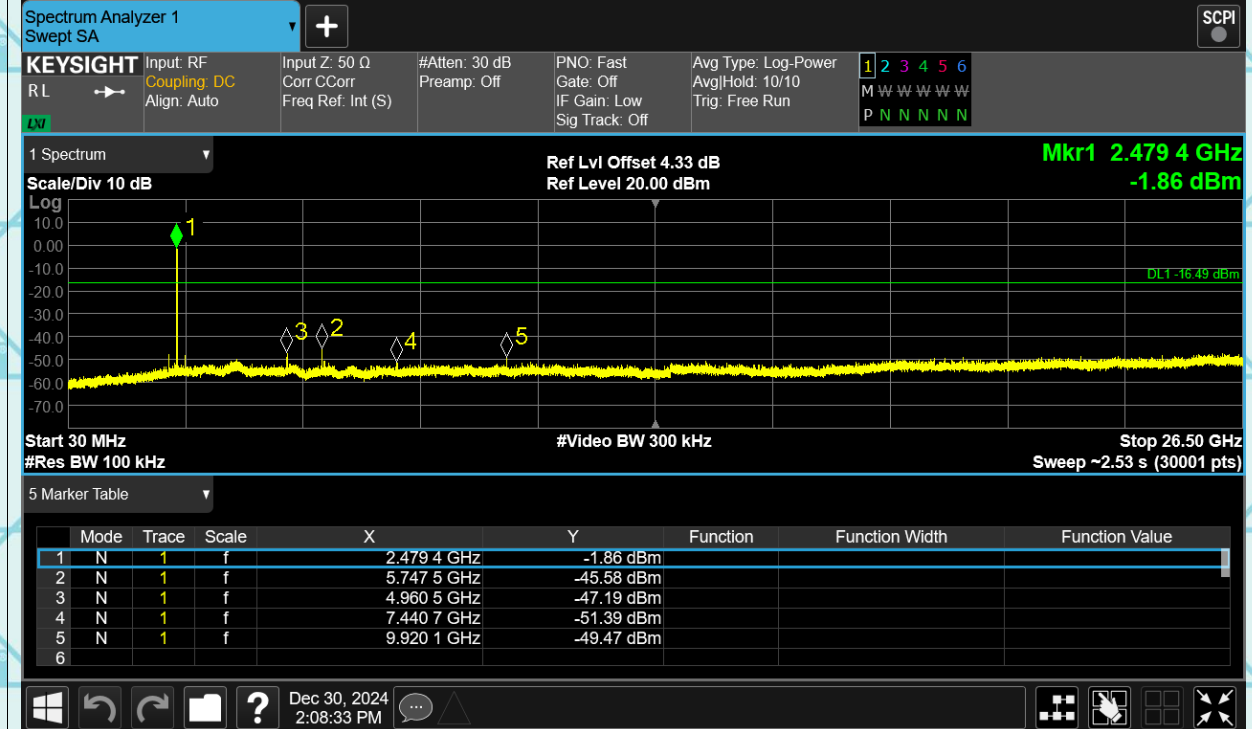 Spectrum Analyzer 1
Swept SA
+
SCPI
KEYSIGHT
RL
LXI
Input: RF
Coupling: DC
Align: Auto
Input Z: 50 Ω
Corr CCorr
Freq Ref: Int (S)
#Atten: 30 dB
Preamp: Off
PNO: Fast
Gate: Off
IF Gain: Low
Sig Track: Off
Avg Type: Log-Power
Avg|Hold: 10/10
Trig: Free Run
1 2 3 4 5 6
M W W W W W W
P N N N N N
1 Spectrum
Scale/Div 10 dB
Ref Lvl Offset 4.33 dB
Ref Level 20.00 dBm
Mkr1 2.479 4 GHz
-1.86 dBm
Log
10.0
0.00
-10.0
-20.0
-30.0
-40.0
-50.0
-60.0
-70.0
1
3
2
4
5
DL1 -16.49 dBm
Start 30 MHz
#Video BW 300 kHz
Stop 26.50 GHz
#Res BW 100 kHz
Sweep ~2.53 s (30001 pts)
5 Marker Table
Mode Trace Scale X Y Function Function Width Function Value
1 N 1 f 2.479 4 GHz -1.86 dBm
2 N 1 f 5.747 5 GHz -45.58 dBm
3 N 1 f 4.960 5 GHz -47.19 dBm
4 N 1 f 7.440 7 GHz -51.39 dBm
5 N 1 f 9.920 1 GHz -49.47 dBm
6
?
Dec 30, 2024
2:08:33 PM